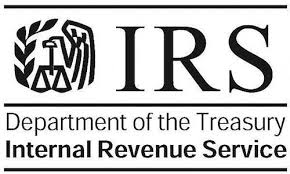 IRS
Department of the Treasury
Internal Revenue Service